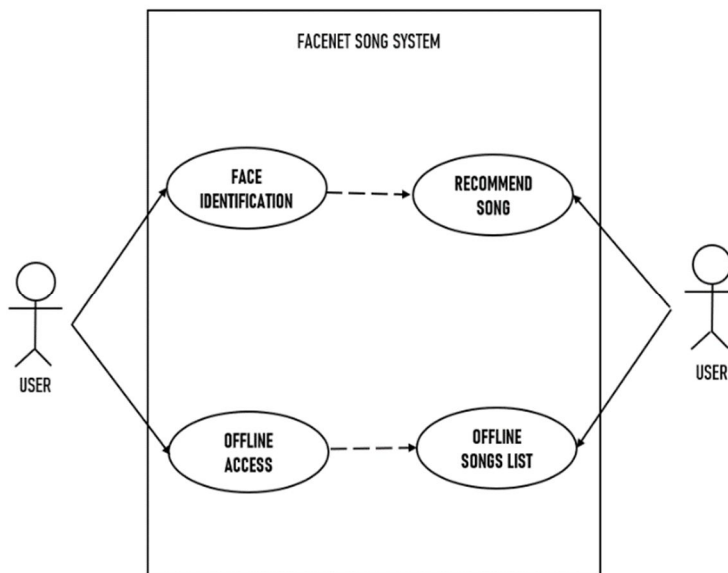 FACENET SONG SYSTEM
FACE
IDENTIFICATION
RECOMMEND
SONG
USER
USER
OFFLINE
ACCESS
OFFLINE
SONGS LIST